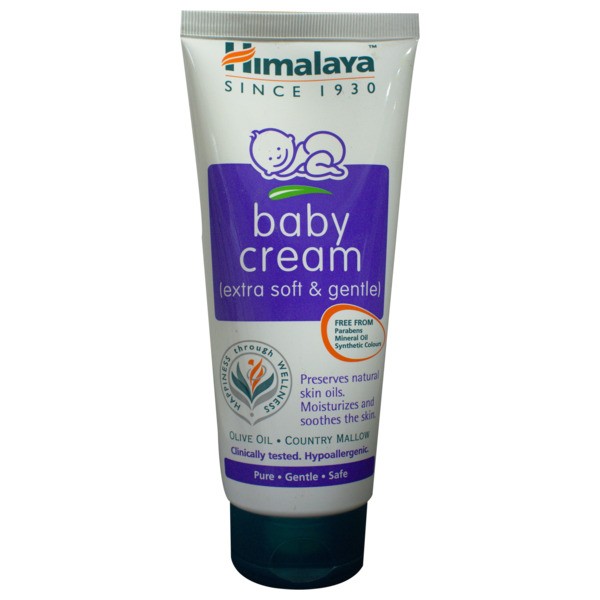 Himalaya™
SINCE 1930
baby
cream
(extra soft & gentle)
FREE FROM
Parabens
Mineral Oil
Synthetic Colours
HAPPINESS through WELLNESS
Preserves natural
skin oils.
Moisturizes and
soothes the skin.
OLIVE OIL • COUNTRY MALLOW
Clinically tested. Hypoallergenic.
Pure • Gentle • Safe